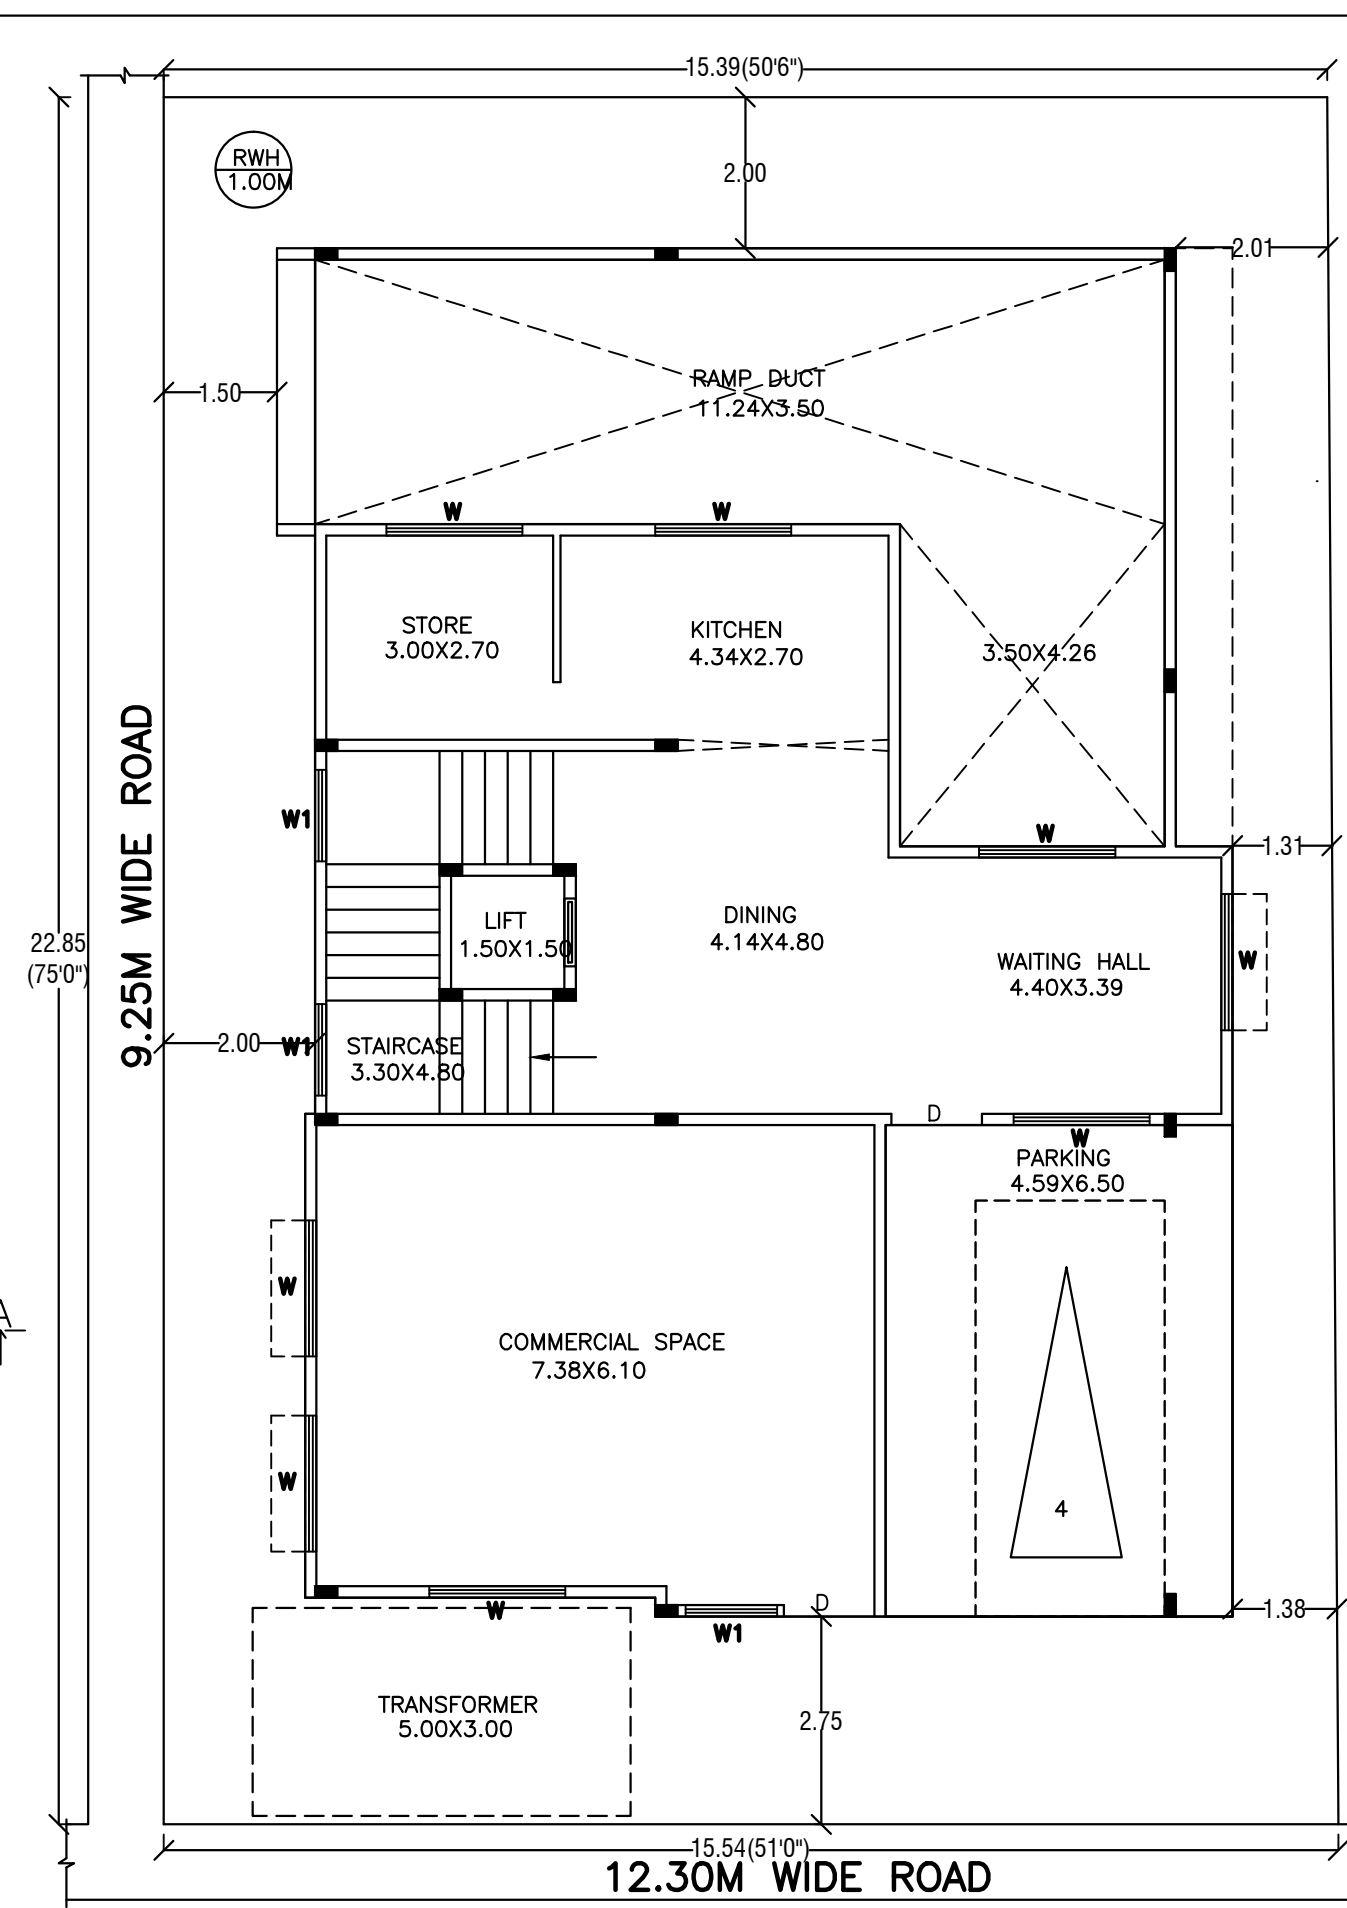 15.39(50'6")
RWH
1.00M
2.00
2.01
1.50
RAMP DUCT
11.24X3.50
W
W
STORE
3.00X2.70
KITCHEN
4.34X2.70
3.50X4.26
9.25M WIDE ROAD
W1
W
1.31
22.85
(75'0")
LIFT
1.50X1.50
DINING
4.14X4.80
WAITING HALL
4.40X3.39
W
2.00
W1
STAIRCASE
3.30X4.80
D
W
PARKING
4.59X6.50
W
A
COMMERCIAL SPACE
7.38X6.10
W
4
W
W1
D
1.38
TRANSFORMER
5.00X3.00
2.75
15.54(51'0")
12.30M WIDE ROAD